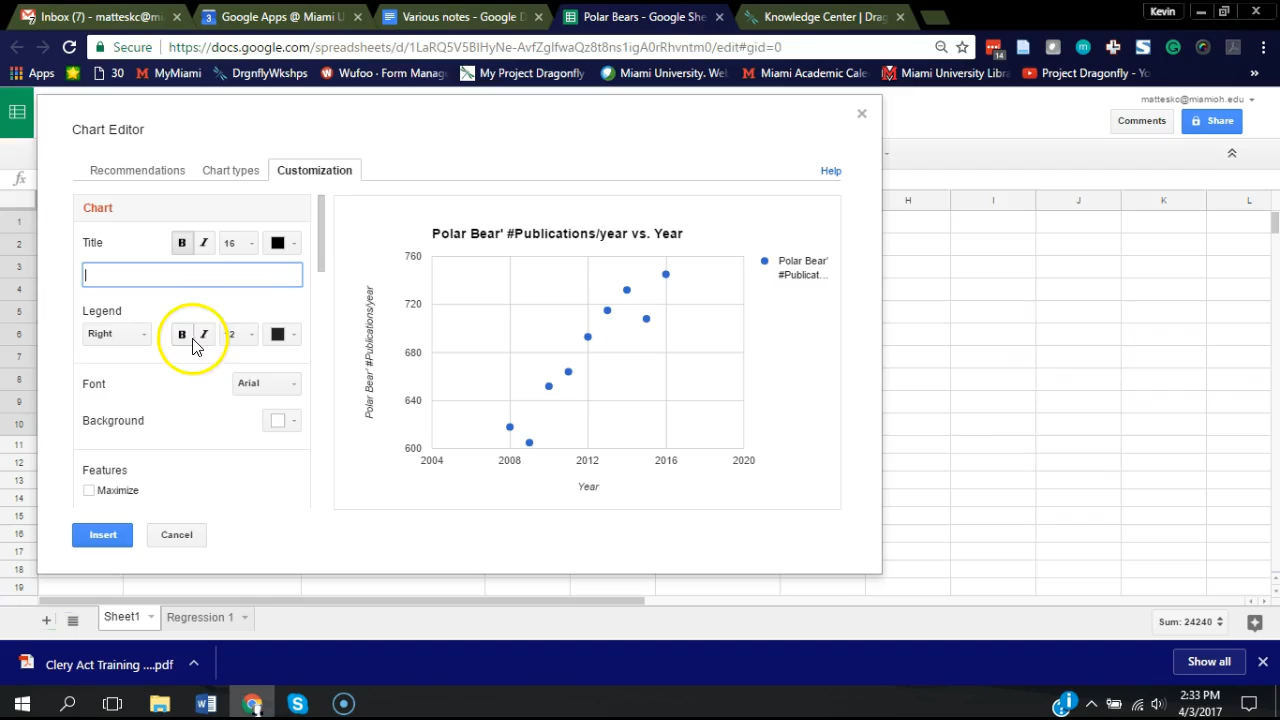 Inbox (7) - matteskc@mi
Google Apps @ Miami U
Various notes - Google D
Polar Bears - Google She
Knowledge Center | Drag
Kevin
Secure
https://docs.google.com/spreadsheets/d/1LaRQ5V5BIHyNe-AvfZglfwaQz8t8ns1igA0rRhvntm0/edit#gid=0
14
Apps
30
MyMiami
DrgnflyWkshps
Wufoo - Form Manag
My Project Dragonfly
Miami University. Wel
Miami Academic Cale
Miami University Libr
Project Dragonfly - Yo
»
matteskc@miamioh.edu
Comments
Share
Chart Editor
Recommendations
Chart types
Customization
Help
Chart
Title
B
I
16
Legend
Right
B
I
Font
Arial
Background
Features
Maximize
Insert
Cancel
Polar Bear' #Publications/year vs. Year
760
720
680
640
600
2004
2008
2012
2016
2020
Polar Bear' #Publications/year
Year
Polar Bear'
#Publicat...
fx
H
I
J
K
L
1
2
3
4
5
6
7
8
9
10
11
12
13
14
15
16
17
18
19
Sheet1
Regression 1
Sum: 24240
Clery Act Training ....pdf
Show all
2:33 PM
4/3/2017